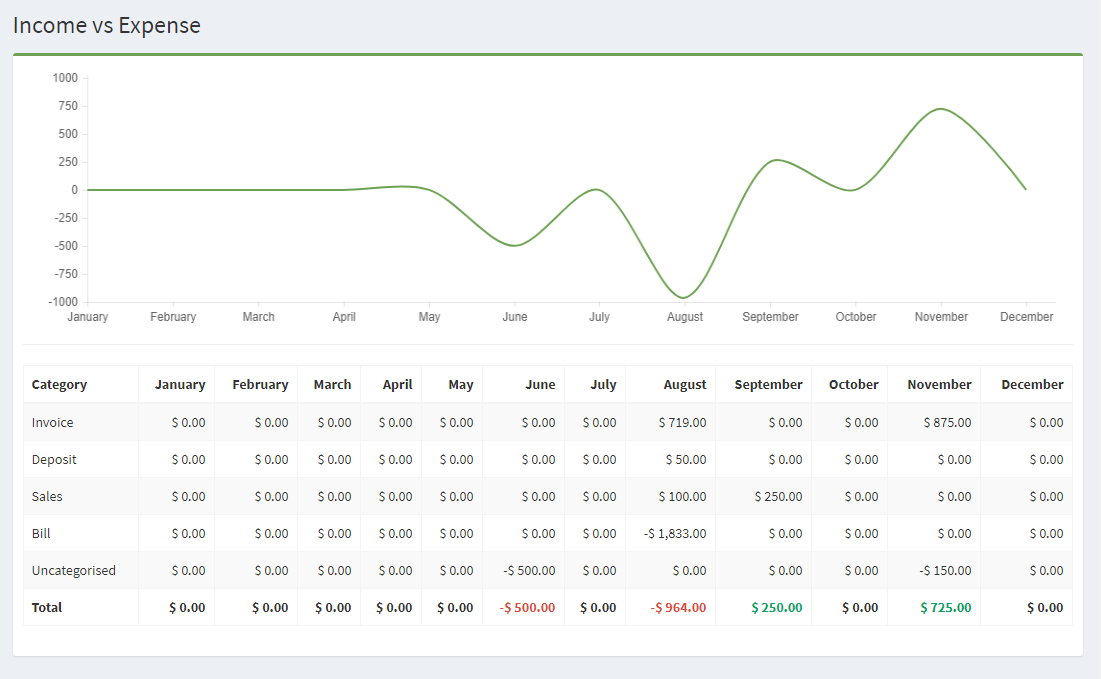 Income vs Expense
1000
750
500
250
0
-250
-500
-750
-1000
January February March April May June July August September October November December
Category January February March April May June July August September October November December
Invoice $ 0.00 $ 0.00 $ 0.00 $ 0.00 $ 0.00 $ 0.00 $ 0.00 $ 719.00 $ 0.00 $ 0.00 $ 875.00 $ 0.00
Deposit $ 0.00 $ 0.00 $ 0.00 $ 0.00 $ 0.00 $ 0.00 $ 0.00 $ 50.00 $ 0.00 $ 0.00 $ 0.00 $ 0.00
Sales $ 0.00 $ 0.00 $ 0.00 $ 0.00 $ 0.00 $ 0.00 $ 0.00 $ 100.00 $ 250.00 $ 0.00 $ 0.00 $ 0.00
Bill $ 0.00 $ 0.00 $ 0.00 $ 0.00 $ 0.00 $ 0.00 $ 0.00 -$ 1,833.00 $ 0.00 $ 0.00 $ 0.00 $ 0.00
Uncategorised $ 0.00 $ 0.00 $ 0.00 $ 0.00 $ 0.00 -$ 500.00 $ 0.00 $ 0.00 $ 0.00 $ 0.00 -$ 150.00 $ 0.00
Total $ 0.00 $ 0.00 $ 0.00 $ 0.00 $ 0.00 -$ 500.00 $ 0.00 -$ 964.00 $ 250.00 $ 0.00 $ 725.00 $ 0.00